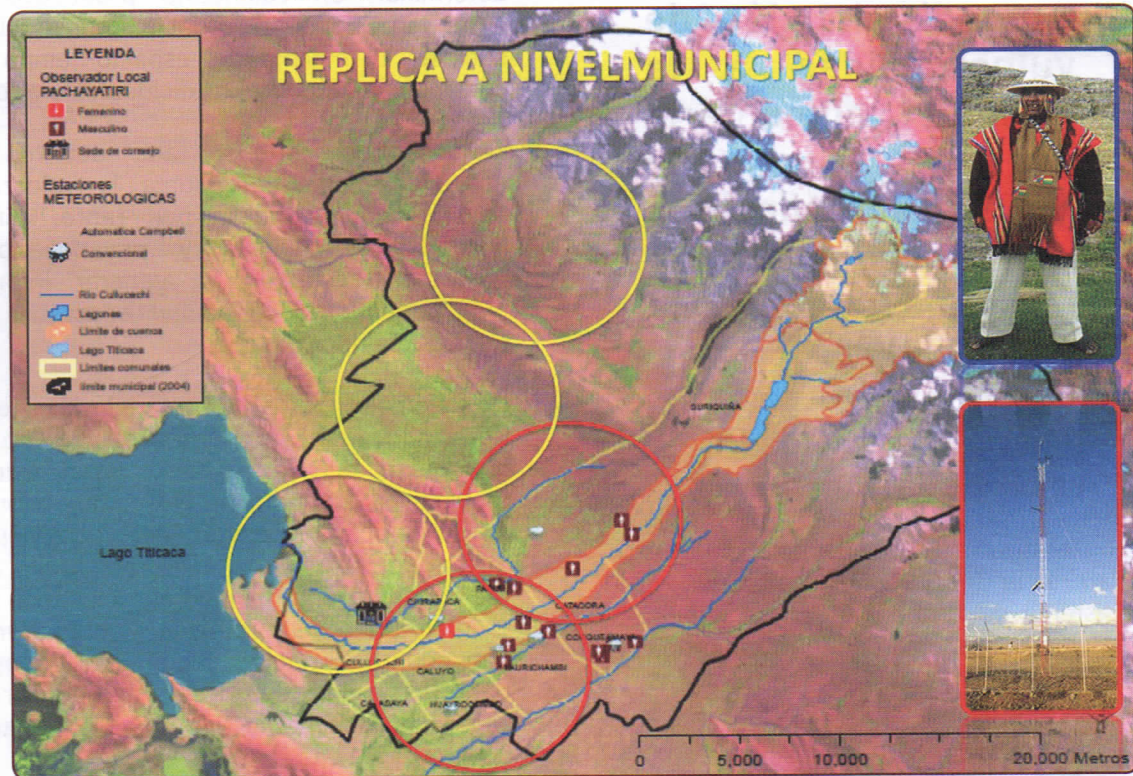 REPLICA A NIVELMUNICIPAL
LEYENDA
Observador Local
PACHAYATIRI
Femenino
Masculino
Sede de consejo
Estaciones
METEOROLOGICAS
Automatica Campbell
Convencional
Rio Cullucachi
Lagunas
Limite de cuenca
Lago Titicaca
Limites comunales
limite municipal (2004)
Lago Titicaca
SURIQUIÑA
CHIRAPACA
CATACORA
CALUYO
0 5,000 10,000 20,000 Metros